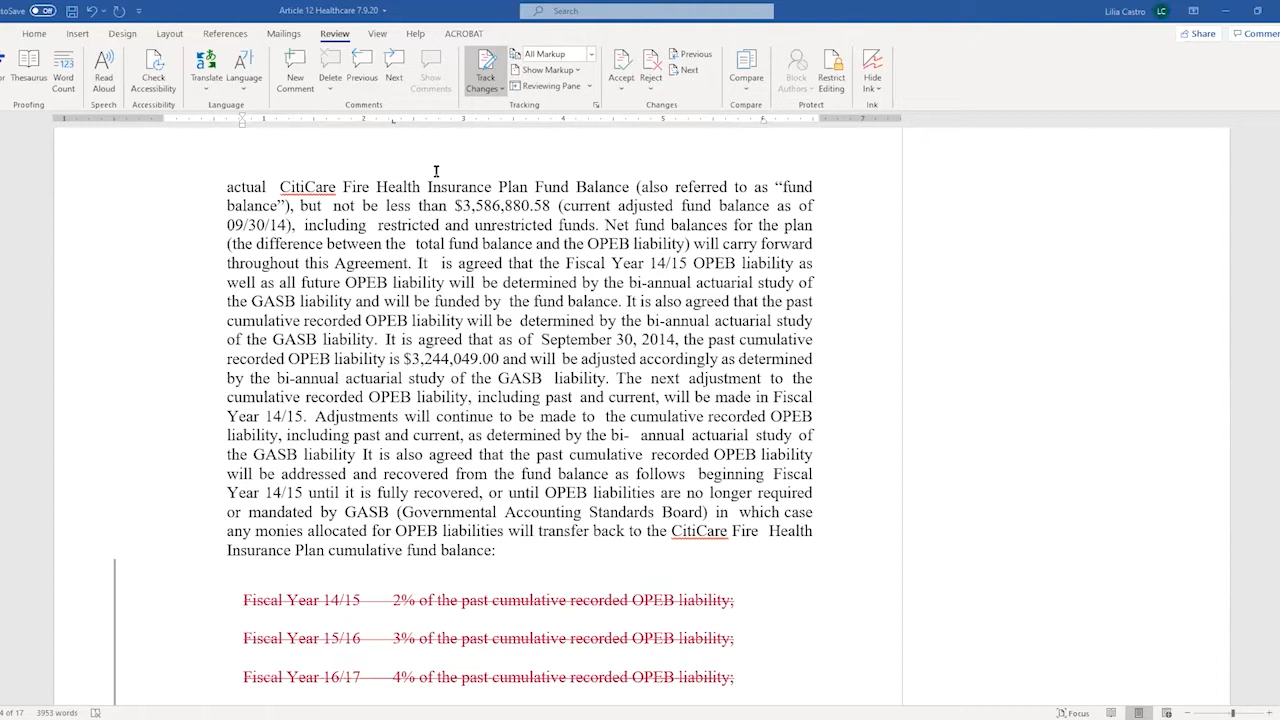 AutoSave Off Article 12 Healthcare 7.9.20 Search Lilia Castro LC
Home Insert Design Layout References Mailings Review View Help ACROBAT Share Commen
Thesaurus Word Count Read Aloud Check Accessibility Translate Language New Comment Delete Previous Next Show Comments Track Changes All Markup Show Markup Reviewing Pane Accept Reject Previous Next Compare Block Authors Restrict Editing Hide Ink
Proofing Speech Accessibility Language Comments Tracking Changes Compare Protect Ink
1 1 2 3 4 5 6 7
actual CitiCare Fire Health Insurance Plan Fund Balance (also referred to as “fund
balance”), but not be less than $3,586,880.58 (current adjusted fund balance as of
09/30/14), including restricted and unrestricted funds. Net fund balances for the plan
(the difference between the total fund balance and the OPEB liability) will carry forward
throughout this Agreement. It is agreed that the Fiscal Year 14/15 OPEB liability as
well as all future OPEB liability will be determined by the bi-annual actuarial study of
the GASB liability and will be funded by the fund balance. It is also agreed that the past
cumulative recorded OPEB liability will be determined by the bi-annual actuarial study
of the GASB liability. It is agreed that as of September 30, 2014, the past cumulative
recorded OPEB liability is $3,244,049.00 and will be adjusted accordingly as determined
by the bi-annual actuarial study of the GASB liability. The next adjustment to the
cumulative recorded OPEB liability, including past and current, will be made in Fiscal
Year 14/15. Adjustments will continue to be made to the cumulative recorded OPEB
liability, including past and current, as determined by the bi- annual actuarial study of
the GASB liability It is also agreed that the past cumulative recorded OPEB liability
will be addressed and recovered from the fund balance as follows beginning Fiscal
Year 14/15 until it is fully recovered, or until OPEB liabilities are no longer required
or mandated by GASB (Governmental Accounting Standards Board) in which case
any monies allocated for OPEB liabilities will transfer back to the CitiCare Fire Health
Insurance Plan cumulative fund balance:
Fiscal Year 14/15 2% of the past cumulative recorded OPEB liability;
Fiscal Year 15/16 3% of the past cumulative recorded OPEB liability;
Fiscal Year 16/17 4% of the past cumulative recorded OPEB liability;
4 of 17 3953 words Focus